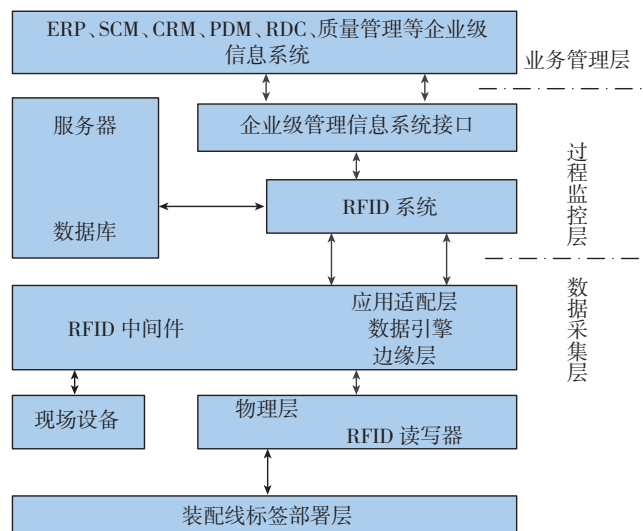 ERP、SCM、CRM、PDM、RDC、质量管理等企业级
信息系统
业务管理层
服务器
数据库
企业级管理信息系统接口
RFID 系统
过程监控层
RFID 中间件
应用适配层
数据引擎
边缘层
数据采集层
现场设备
物理层
RFID 读写器
装配线标签部署层